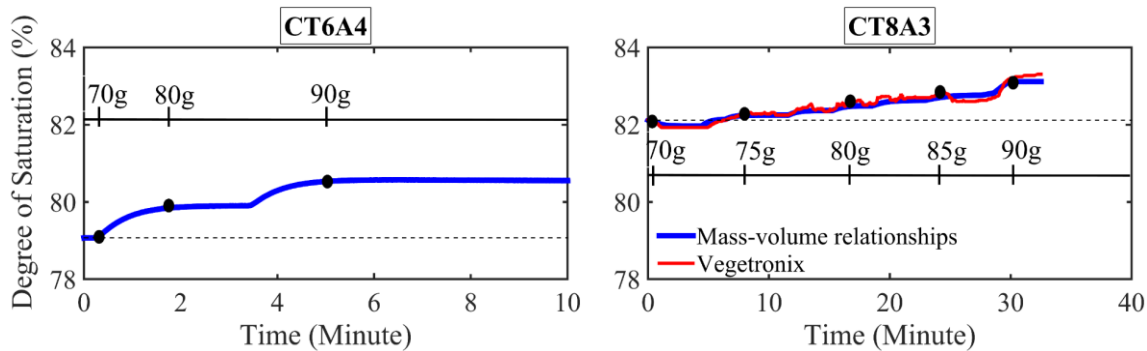 CT6A4
Degree of Saturation (%)
84
82
80
78
70g 80g 90g
0 2 4 6 8 10
Time (Minute)
CT8A3
84
82
80
78
70g 75g 80g 85g 90g
Mass-volume relationships
Vegetronix
0 10 20 30 40
Time (Minute)